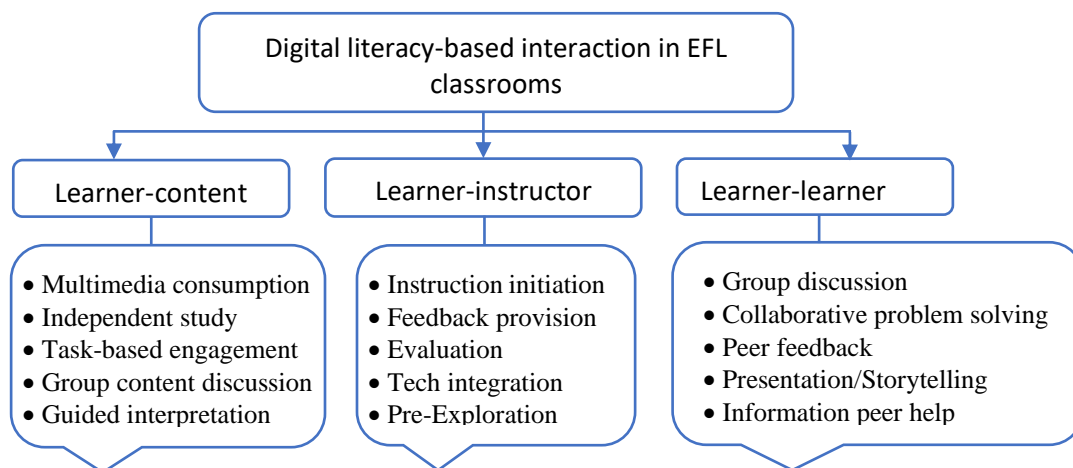 Digital literacy-based interaction in EFL
classrooms
Learner-content
Learner-instructor
Learner-learner
• Multimedia consumption
• Independent study
• Task-based engagement
• Group content discussion
• Guided interpretation
• Instruction initiation
• Feedback provision
• Evaluation
• Tech integration
• Pre-Exploration
• Group discussion
• Collaborative problem solving
• Peer feedback
• Presentation/Storytelling
• Information peer help